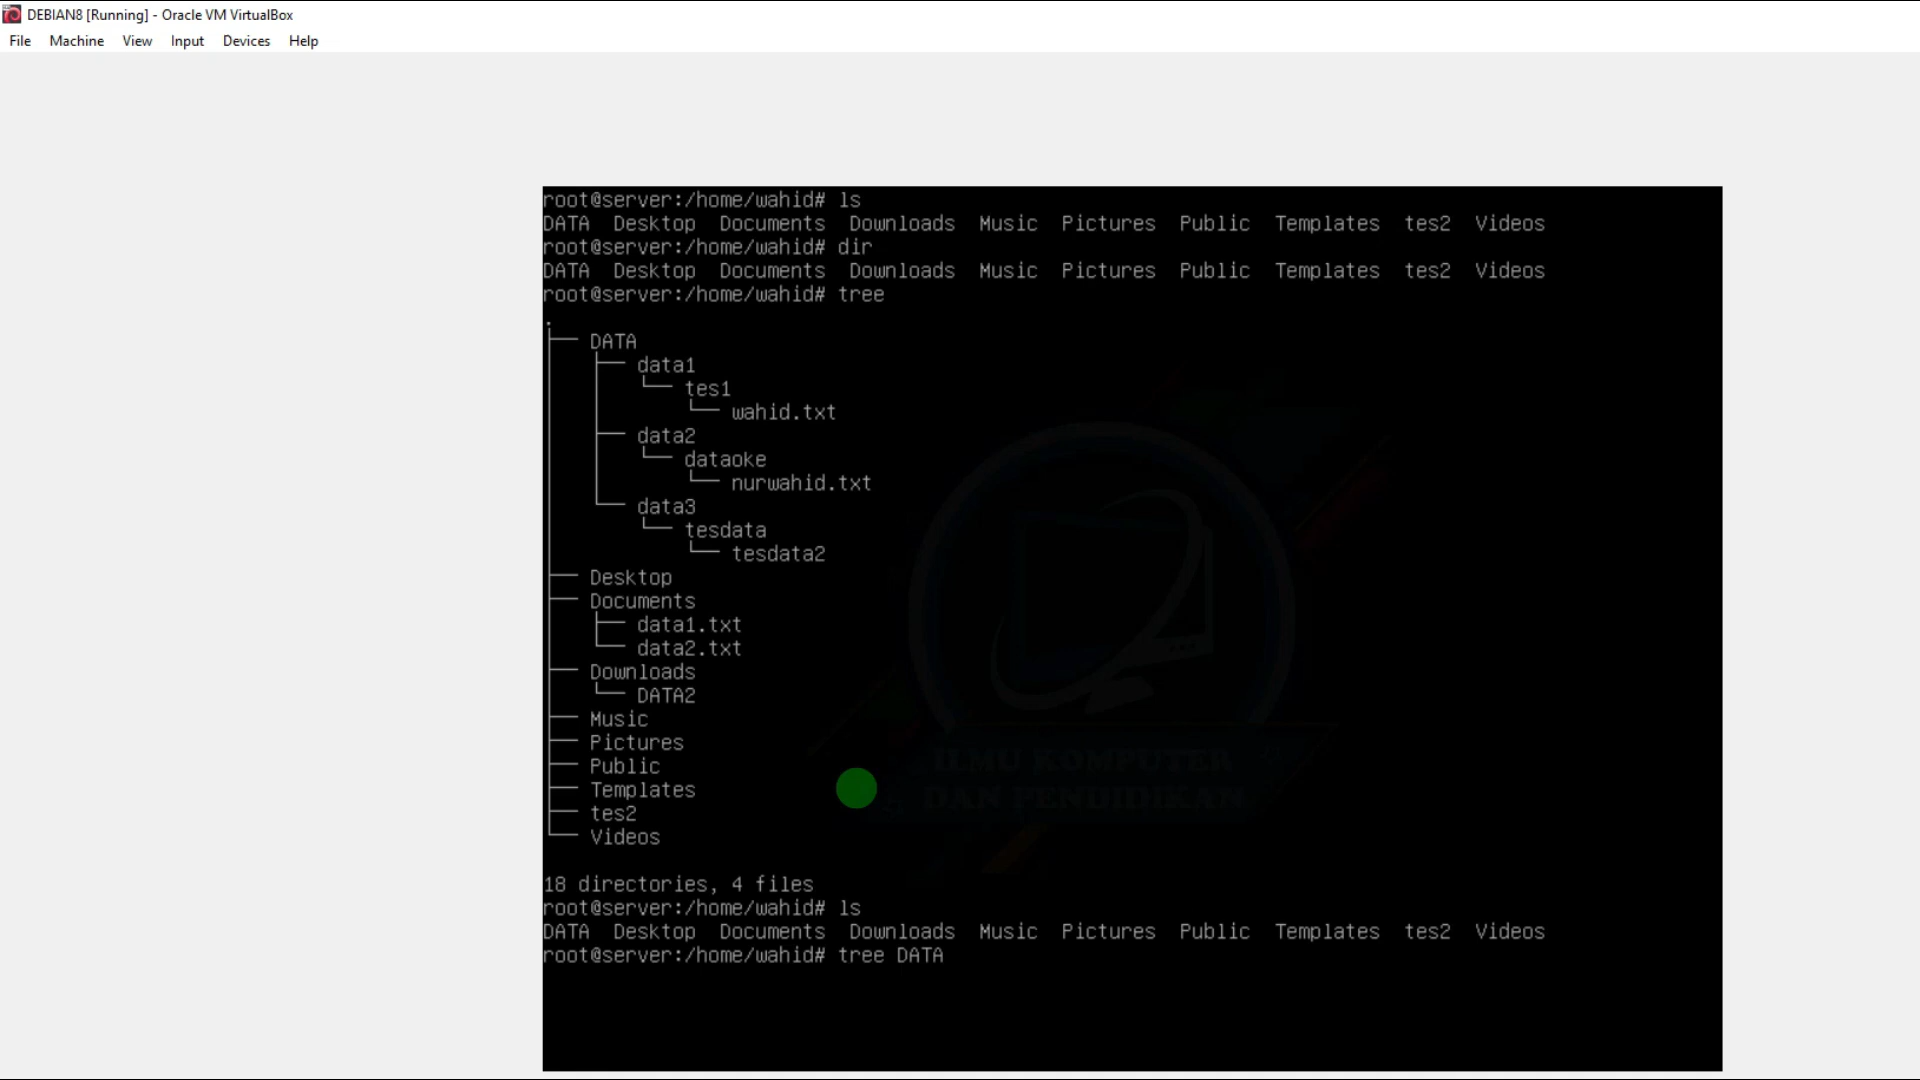 DEBIAN8 [Running] - Oracle VM VirtualBox
File Machine View Input Devices Help
root@server:/home/wahid# ls
DATA Desktop Documents Downloads Music Pictures Public Templates tes2 Videos
root@server:/home/wahid# dir
DATA Desktop Documents Downloads Music Pictures Public Templates tes2 Videos
root@server:/home/wahid# tree
.
├── DATA
│   ├── data1
│   │   └── tes1
│   │       └── wahid.txt
│   ├── data2
│   │   └── dataoke
│   │       └── nurwahid.txt
│   └── data3
│       └── tesdata
│           └── tesdata2
├── Desktop
├── Documents
│   ├── data1.txt
│   └── data2.txt
├── Downloads
│   └── DATA2
├── Music
├── Pictures
├── Public
├── Templates
├── tes2
└── Videos
18 directories, 4 files
root@server:/home/wahid# ls
DATA Desktop Documents Downloads Music Pictures Public Templates tes2 Videos
root@server:/home/wahid# tree DATA
ILMU KOMPUTER
DAN PENDIDIKAN